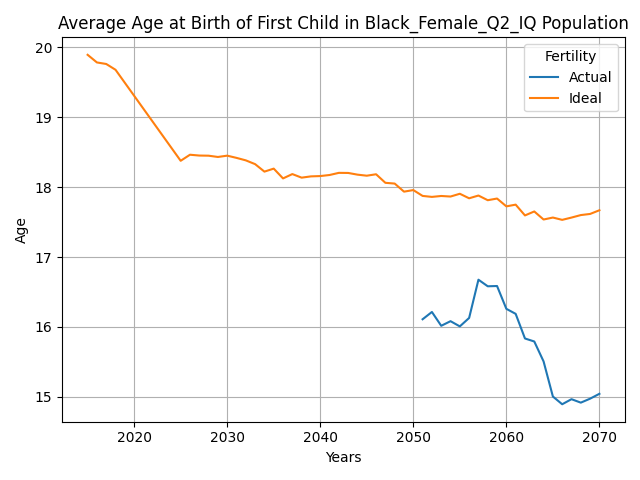 Average Age at Birth of First Child in Black_Female_Q2_IQ Population
Fertility
Actual
Ideal
20
19
18
17
16
15
Age
2020 2030 2040 2050 2060 2070
Years